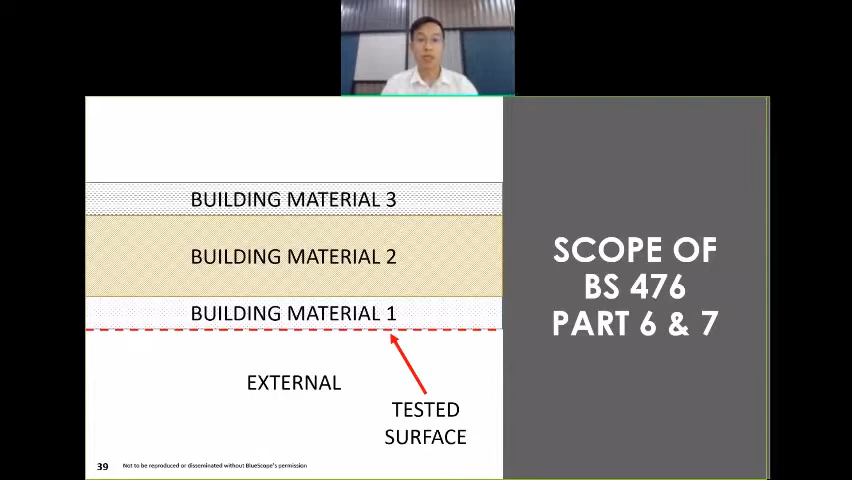 BUILDING MATERIAL 3
BUILDING MATERIAL 2
BUILDING MATERIAL 1
EXTERNAL
TESTED
SURFACE
39 Not to be reproduced or disseminated without BlueScope's permission
SCOPE OF
BS 476
PART 6 & 7